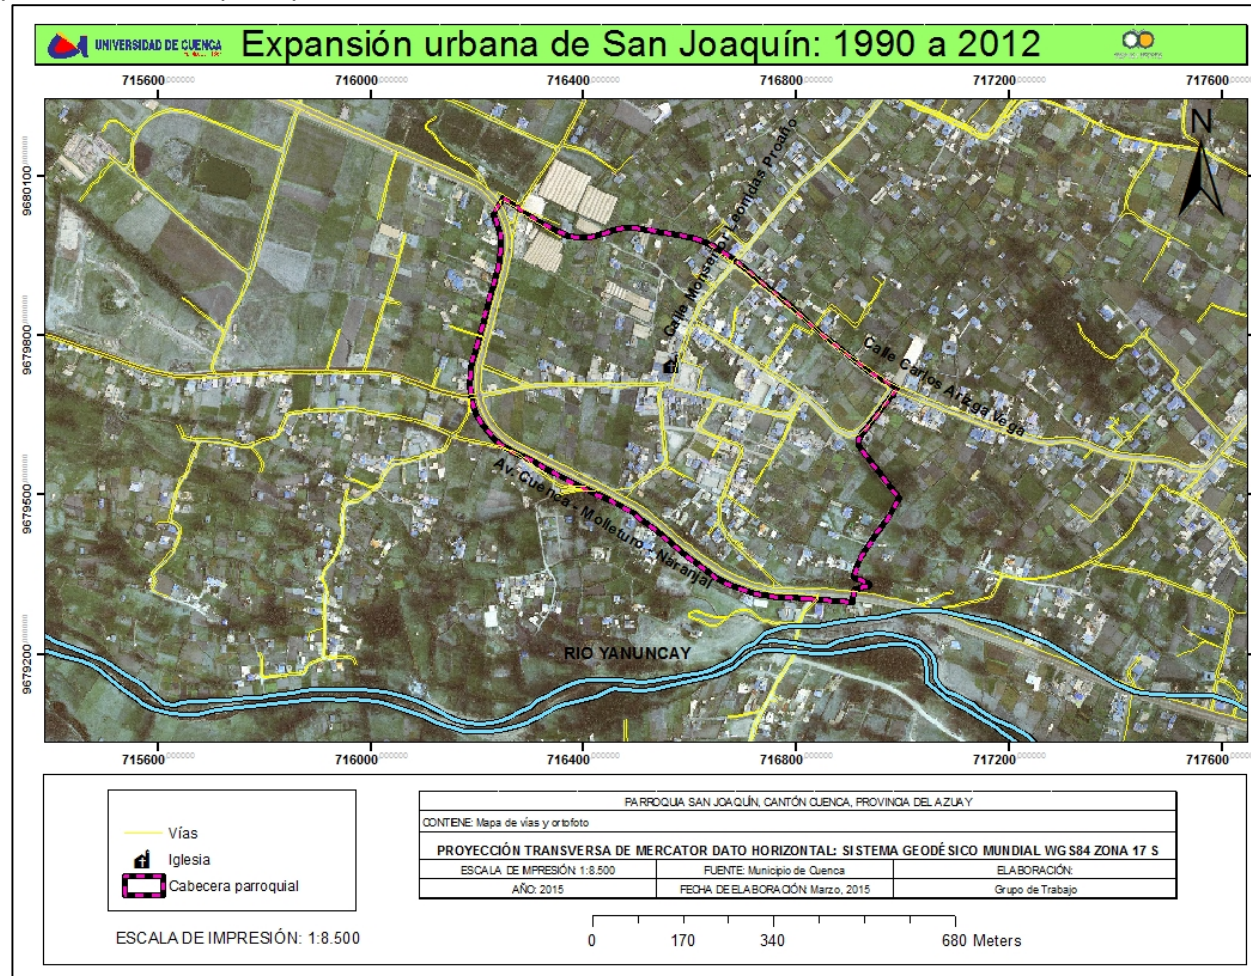 UNIVERSIDAD DE CUENCA
Expansión urbana de San Joaquín: 1990 a 2012
715600 716000 716400 716800 717200 717600
N
9680100
9679800
9679500
9679200
Calle Monseñor Leonidas Proaño
Calle Carlos Arizga Vega
Av. Cuenca - Molleturo - Naranjal
RIO YANUNCAY
715600 716000 716400 716800 717200 717600
Vías
Iglesia
Cabecera parroquial
ESCALA DE IMPRESIÓN: 1:8.500
PARROQUIA SAN JOAQUÍN, CANTÓN CUENCA, PROVINCIA DEL AZUAY
CONTIENE: Mapa de vías y ortofoto
PROYECCIÓN TRANSVERSA DE MERCATOR DATO HORIZONTAL: SISTEMA GEODÉSICO MUNDIAL WGS84 ZONA 17 S
ESCALA DE IMPRESIÓN 1:8.500 FUENTE: Municipio de Cuenca ELABORACIÓN:
AÑO: 2015 FECHA DE ELABORACIÓN: Marzo, 2015 Grupo de Trabajo
0 170 340 680 Meters